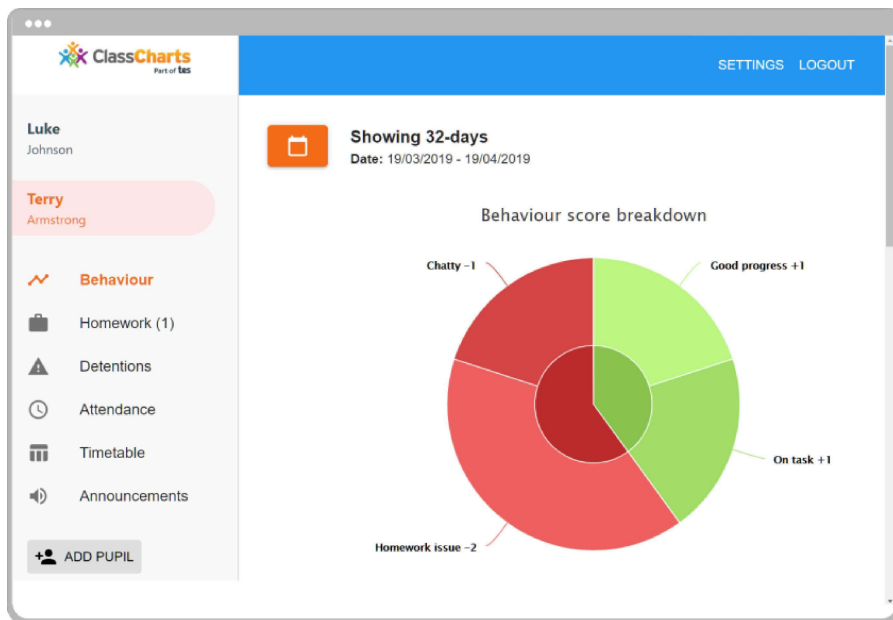 ClassCharts
Part of tes
SETTINGS LOGOUT
Luke
Johnson
Terry
Armstrong
Behaviour
Homework (1)
Detentions
Attendance
Timetable
Announcements
ADD PUPIL
Showing 32-days
Date: 19/03/2019 - 19/04/2019
Behaviour score breakdown
Chatty −1
Good progress +1
On task +1
Homework issue −2